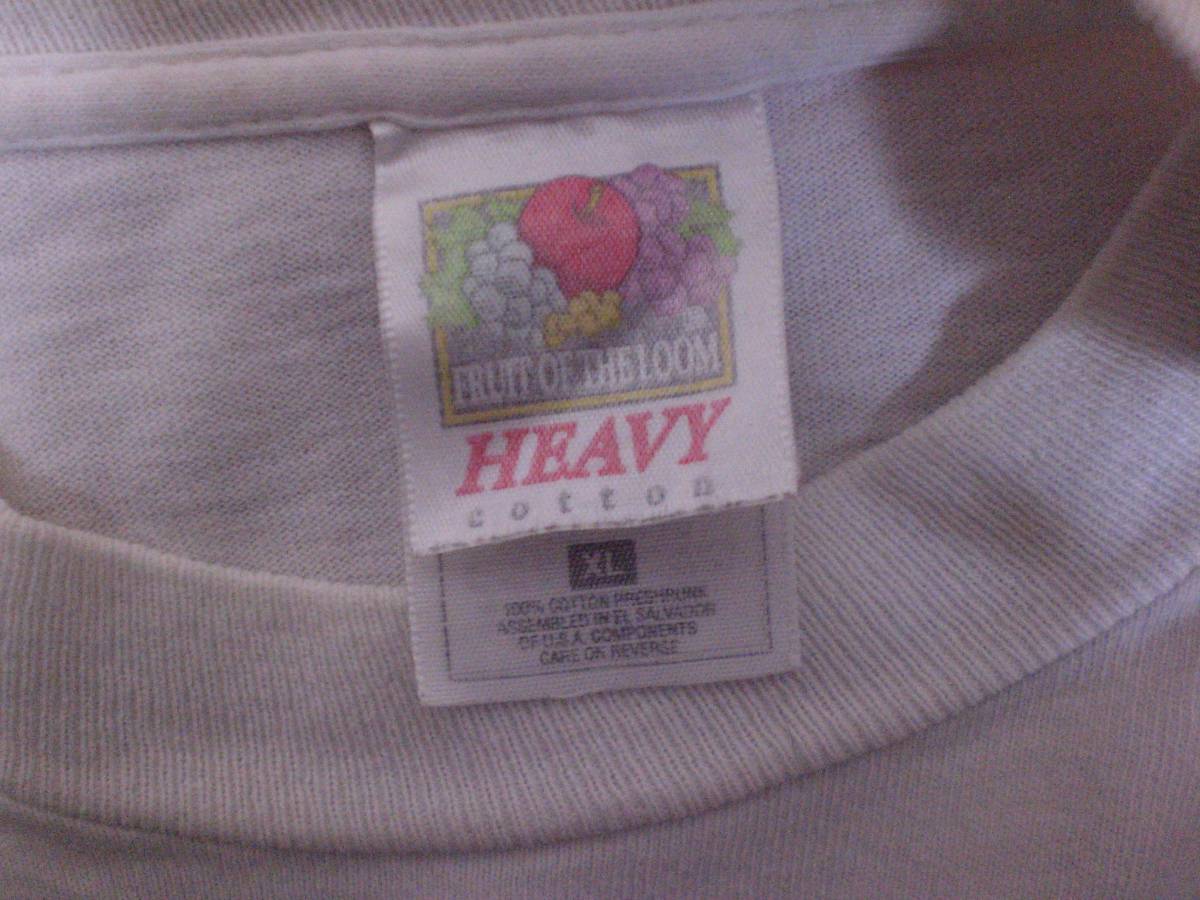 FRUIT OF THE LOOM
HEAVY
cotton
XL
100% COTTON PRESHRUNK
ASSEMBLED IN EL SALVADOR
OF U.S.A. COMPONENTS
CARE ON REVERSE